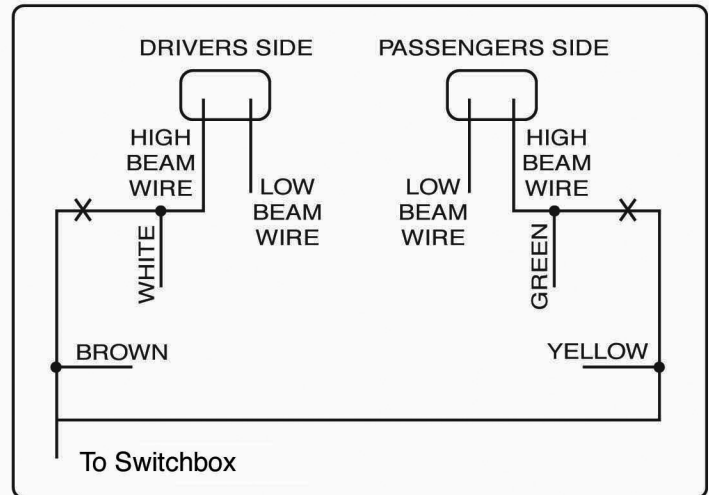 DRIVERS SIDE
PASSENGERS SIDE
HIGH
BEAM
WIRE
LOW
BEAM
WIRE
LOW
BEAM
WIRE
HIGH
BEAM
WIRE
WHITE
GREEN
BROWN
YELLOW
To Switchbox